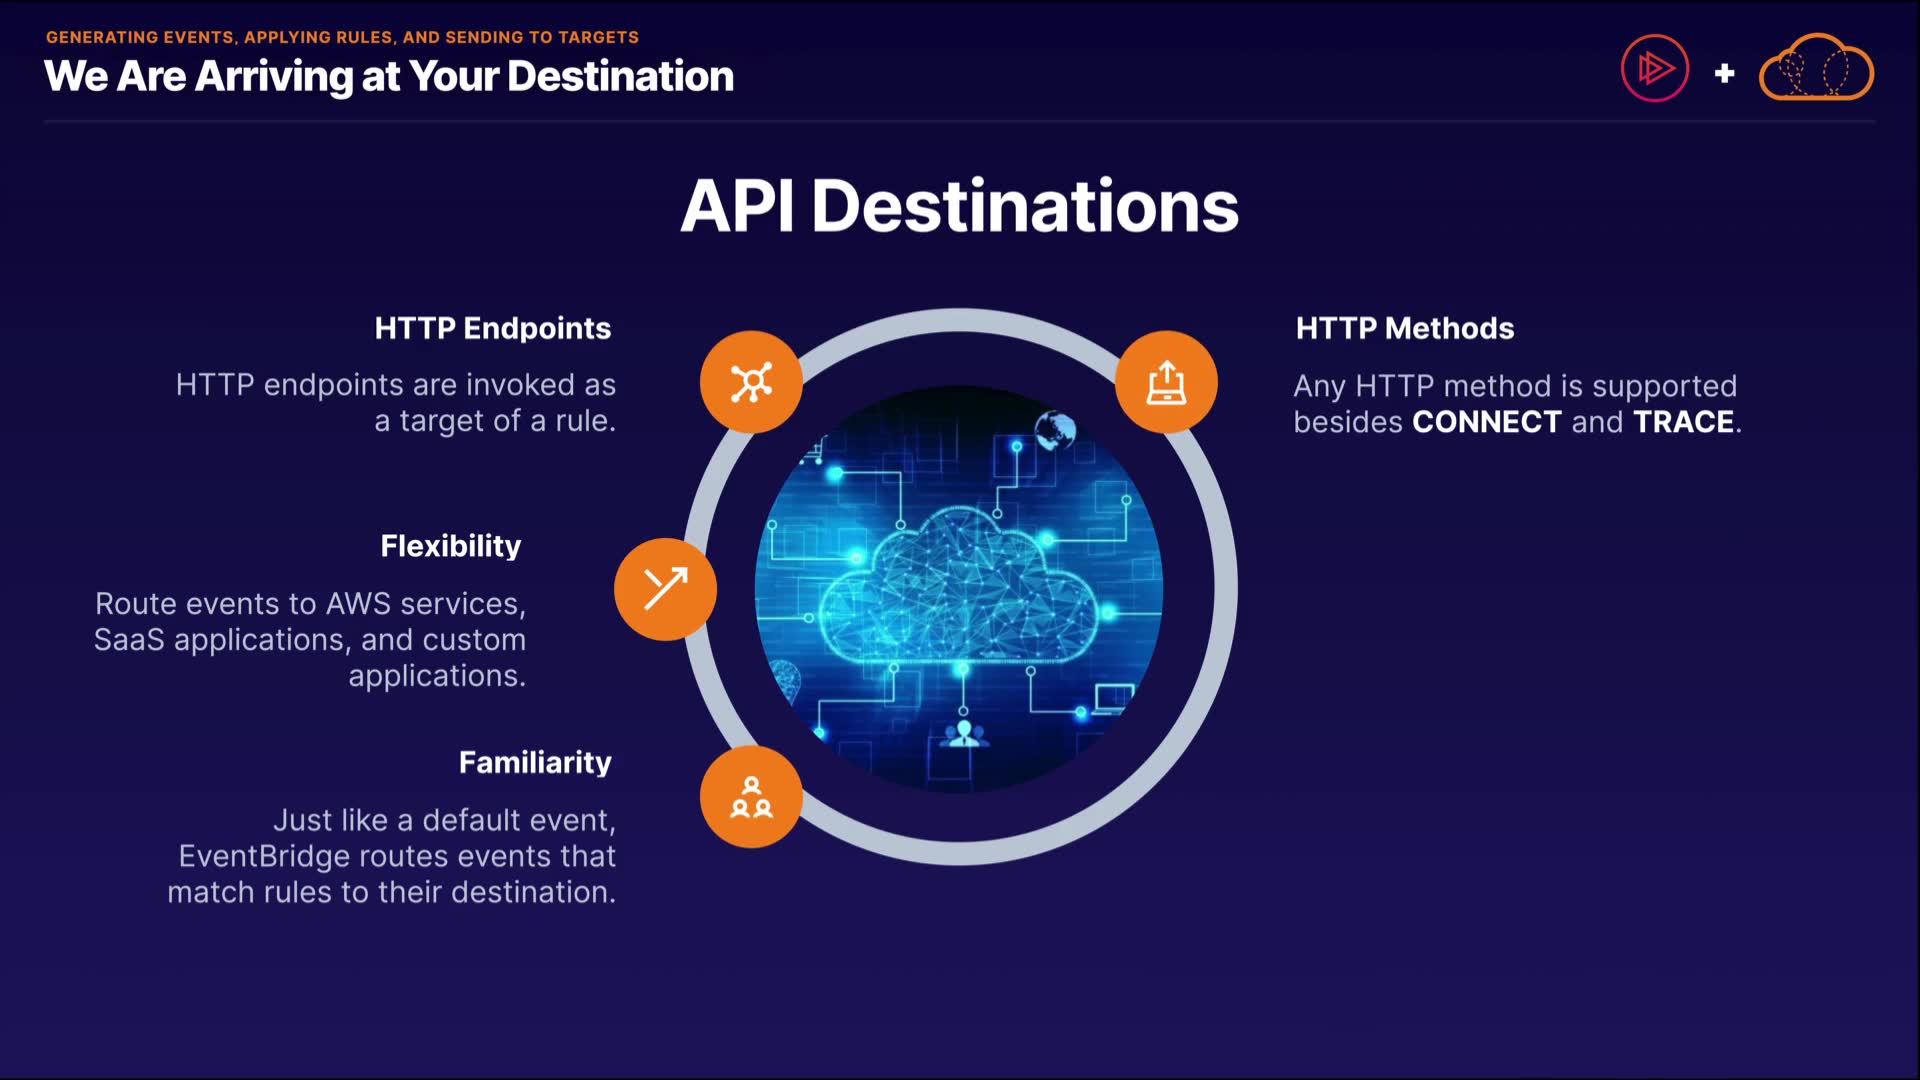 GENERATING EVENTS, APPLYING RULES, AND SENDING TO TARGETS
We Are Arriving at Your Destination
API Destinations
HTTP Endpoints
HTTP endpoints are invoked as
a target of a rule.
Flexibility
Route events to AWS services,
SaaS applications, and custom
applications.
Familiarity
Just like a default event,
EventBridge routes events that
match rules to their destination.
HTTP Methods
Any HTTP method is supported
besides CONNECT and TRACE.